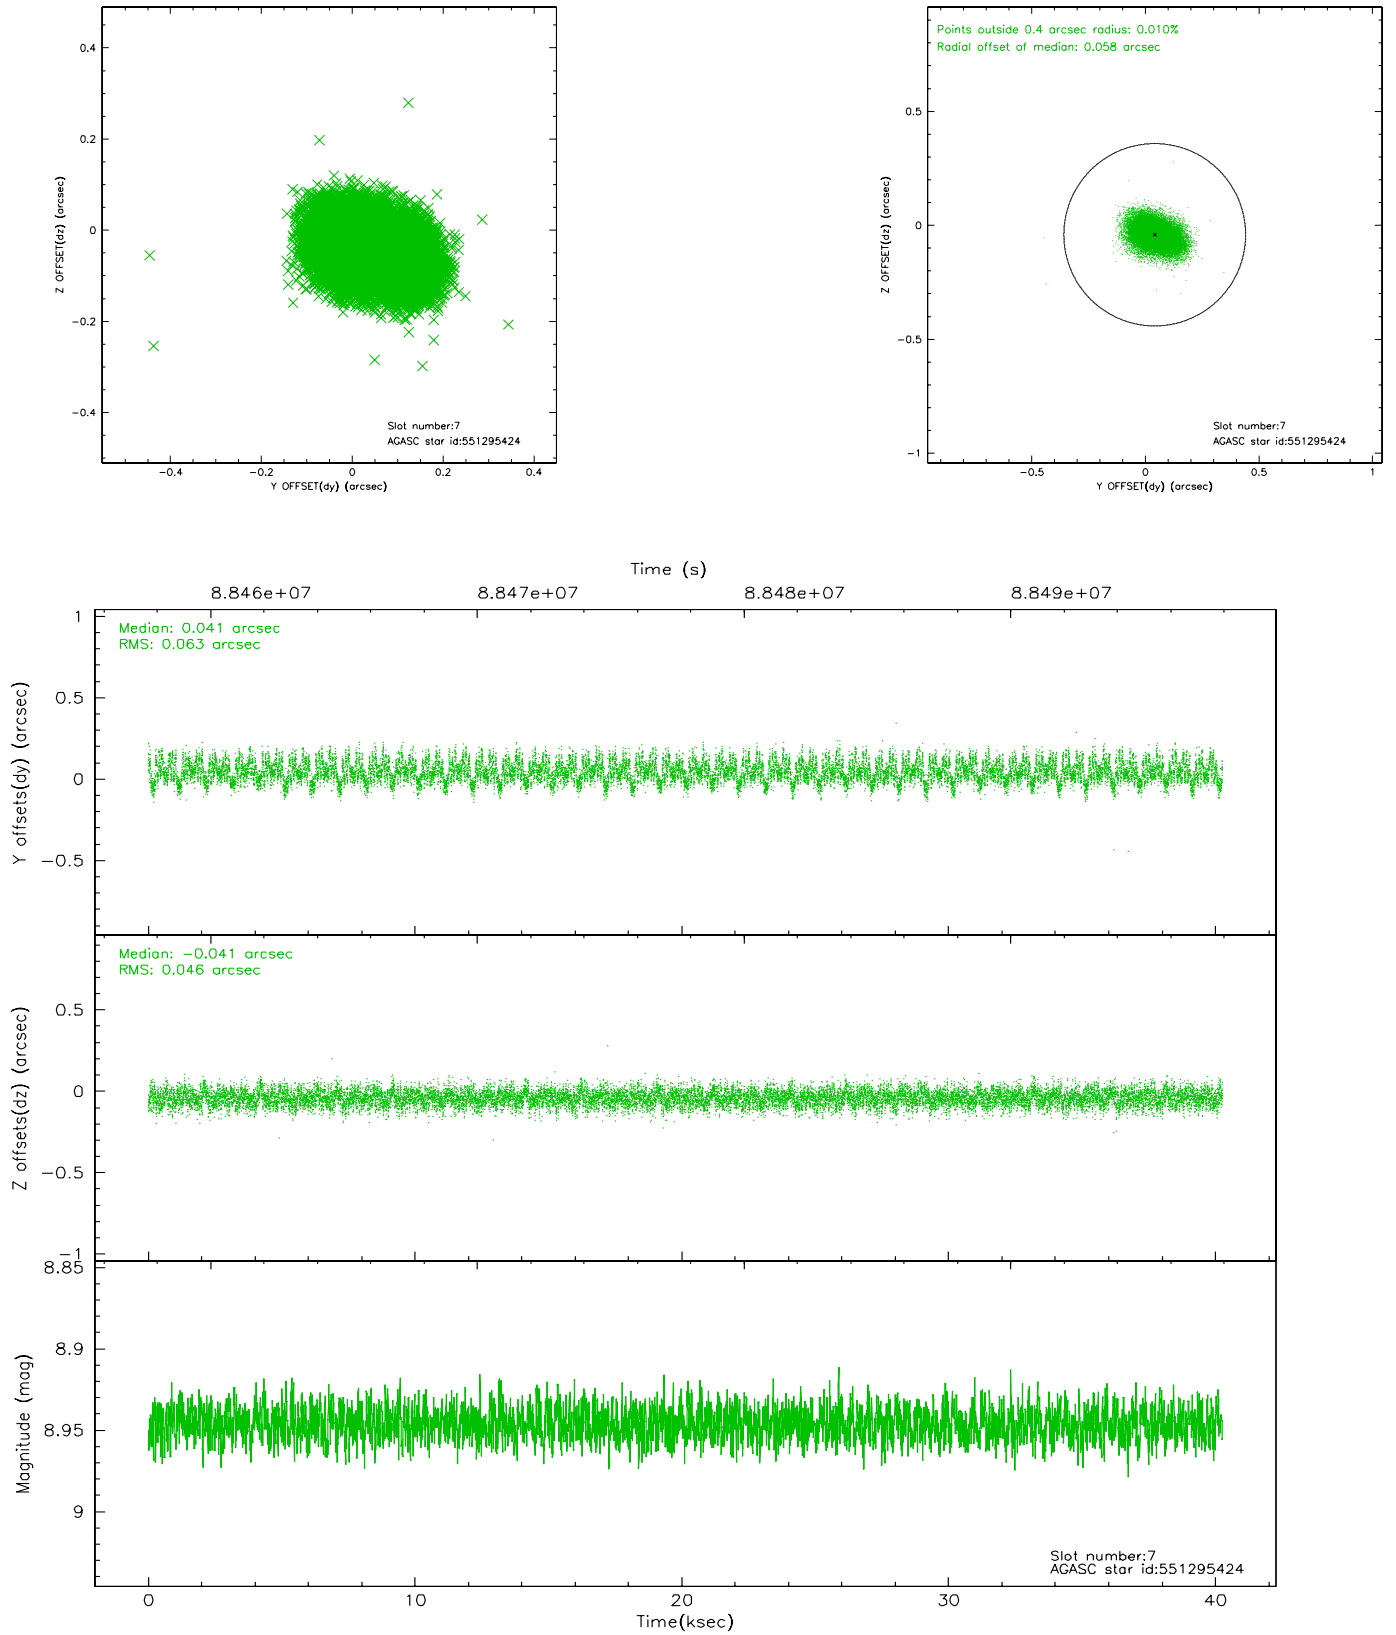 0.4
0.2
0
-0.2
-0.4
Z OFFSET(dz) (arcsec)
Slot number:7
AGASC star id:551295424
-0.4 -0.2 0 0.2 0.4
Y OFFSET(dy) (arcsec)
Points outside 0.4 arcsec radius: 0.010%
Radial offset of median: 0.058 arcsec
0.5
0
-0.5
-1
Z OFFSET(dz) (arcsec)
Slot number:7
AGASC star id:551295424
-0.5 0 0.5 1
Y OFFSET(dy) (arcsec)
Time (s)
8.846e+07 8.847e+07 8.848e+07 8.849e+07
Median: 0.041 arcsec
RMS: 0.063 arcsec
1
0.5
0
-0.5
Y offsets(dy) (arcsec)
Median: -0.041 arcsec
RMS: 0.046 arcsec
0.5
0
-0.5
-1
Z offsets(dz) (arcsec)
8.85
8.9
8.95
9
Magnitude (mag)
Slot number:7
AGASC star id:551295424
0 10 20 30 40
Time(ksec)